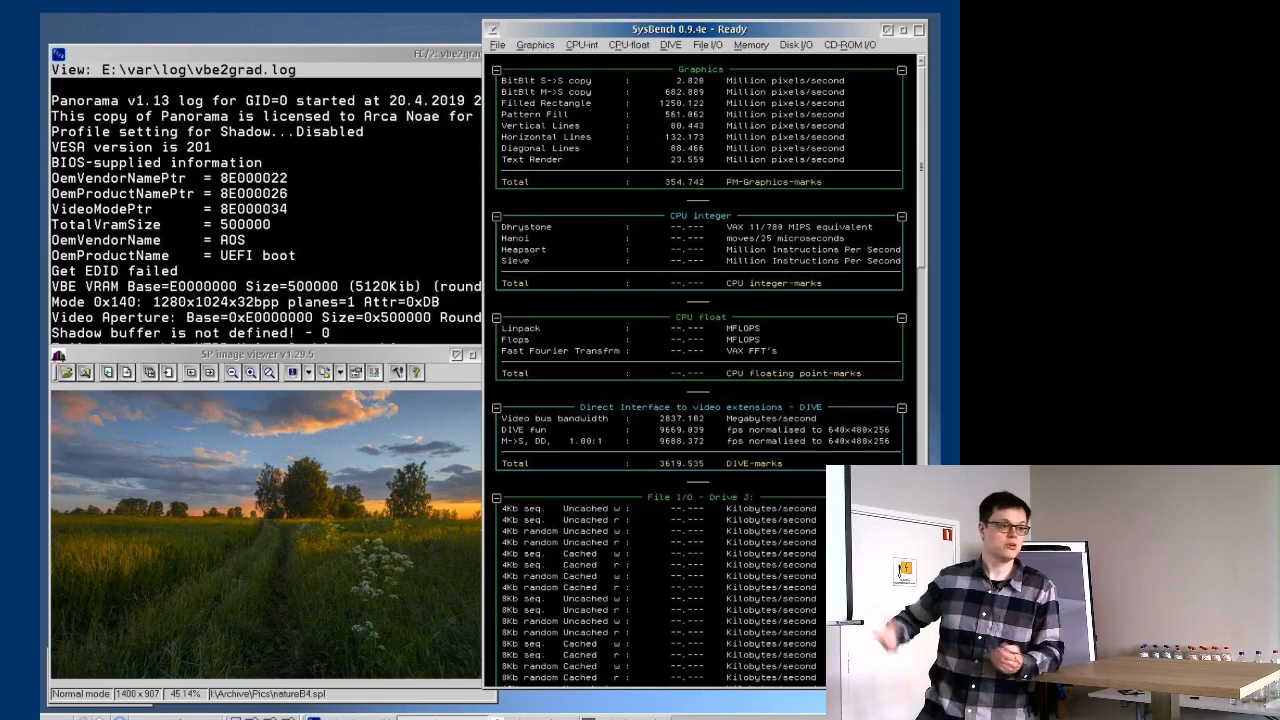 FC/2: vbe2grad.log
View: E:\var\log\vbe2grad.log
Panorama v1.13 log for GID=0 started at 20.4.2019 2
This copy of Panorama is licensed to Arca Noae for
Profile setting for Shadow...Disabled
VESA version is 201
BIOS-supplied information
OemVendorNamePtr = 8E000022
OemProductNamePtr = 8E000026
VideoModePtr = 8E000034
TotalVramSize = 500000
OemVendorName = AOS
OemProductName = UEFI boot
Get EDID failed
VBE VRAM Base=E0000000 Size=500000 (5120Kib) (round
Mode 0X140: 1280x1024x32bpp planes=1 Attr=0xDB
Video Aperture: Base=0xE0000000 Size=0x500000 Round
Shadow buffer is not defined! - 0
SP image viewer v1.29.5
Normal mode 1400 x 907 45.14% I:\Archive\Pics\natureB4.spl
SysBench 0.9.4e - Ready
File Graphics CPU-int CPU-float DIVE File I/O Memory Disk I/O CD-ROM I/O
Graphics
BitBlt S->S copy : 2.820 Million pixels/second
BitBlt M->S copy : 682.889 Million pixels/second
Filled Rectangle : 1250.122 Million pixels/second
Pattern Fill : 561.062 Million pixels/second
Vertical Lines : 80.443 Million pixels/second
Horizontal Lines : 132.173 Million pixels/second
Diagonal Lines : 88.466 Million pixels/second
Text Render : 23.559 Million pixels/second
Total : 354.742 PM-Graphics-marks
CPU integer
Dhrystone : --.--- VAX 11/780 MIPS equivalent
Hanoi : --.--- moves/25 microseconds
Heapsort : --.--- Million Instructions Per Second
Sieve : --.--- Million Instructions Per Second
Total : --.--- CPU integer-marks
CPU float
Linpack : --.--- MFLOPS
Flops : --.--- MFLOPS
Fast Fourier Transfrm : --.--- VAX FFT's
Total : --.--- CPU floating point-marks
Direct Interface to video extensions - DIVE
Video bus bandwidth : 2037.102 Megabytes/second
DIVE fun : 9669.039 fps normalised to 640x480x256
M->S, DD, 1.00:1 : 9688.372 fps normalised to 640x480x256
Total : 3619.535 DIVE-marks
File I/O - Drive J:
4Kb seq. Uncached w : --.--- Kilobytes/second
4Kb seq. Uncached r : --.--- Kilobytes/second
4Kb random Uncached w : --.--- Kilobytes/second
4Kb random Uncached r : --.--- Kilobytes/second
4Kb seq. Cached w : --.--- Kilobytes/second
4Kb seq. Cached r : --.--- Kilobytes/second
4Kb random Cached w : --.--- Kilobytes/second
4Kb random Cached r : --.--- Kilobytes/second
8Kb seq. Uncached w : --.--- Kilobytes/second
8Kb seq. Uncached r : --.--- Kilobytes/second
8Kb random Uncached w : --.--- Kilobytes/second
8Kb random Uncached r : --.--- Kilobytes/second
8Kb seq. Cached w : --.--- Kilobytes/second
8Kb seq. Cached r : --.--- Kilobytes/second
8Kb random Cached w : --.--- Kilobytes/second
8Kb random Cached r : --.--- Kilobytes/second